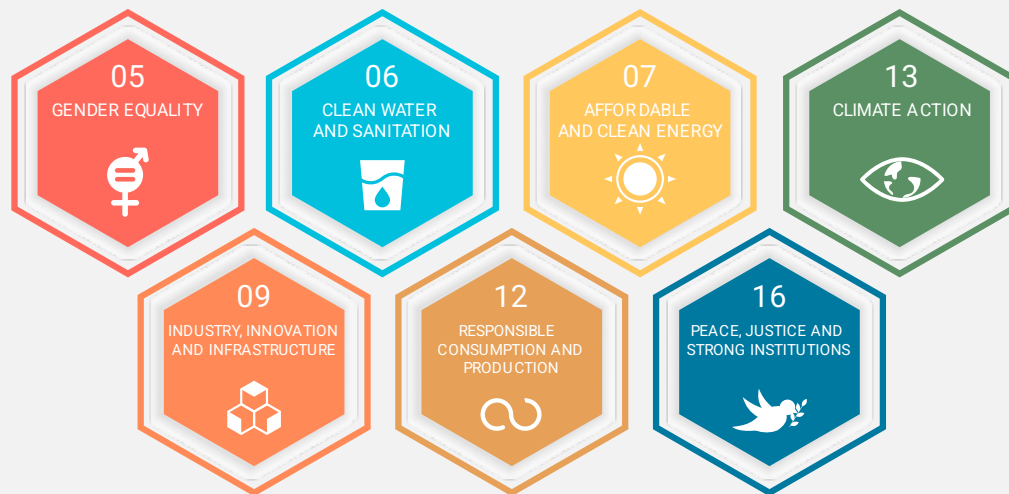 05
GENDER EQUALITY
06
CLEAN WATER
AND SANITATION
07
AFFORDABLE
AND CLEAN ENERGY
13
CLIMATE ACTION
09
INDUSTRY, INNOVATION
AND INFRASTRUCTURE
12
RESPONSIBLE
CONSUMPTION AND
PRODUCTION
16
PEACE, JUSTICE AND
STRONG INSTITUTIONS